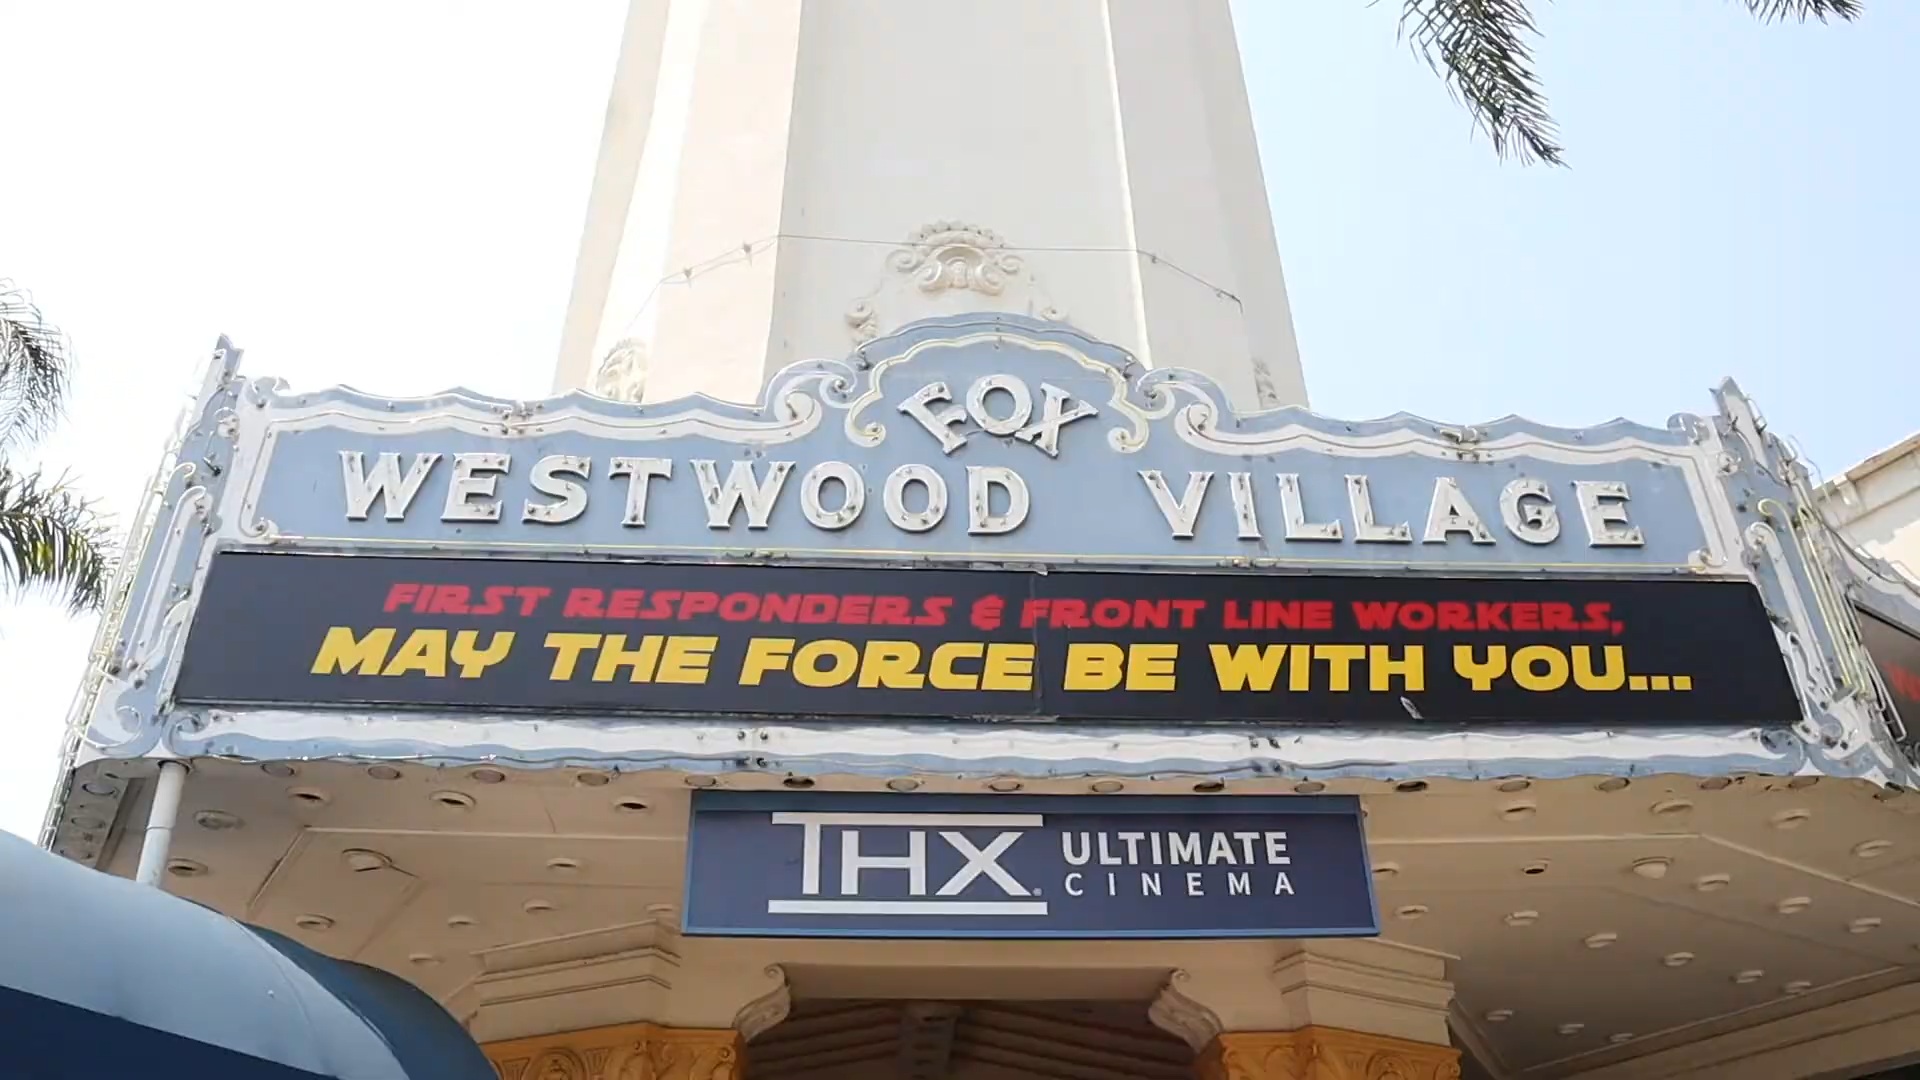 FOX
WESTWOOD VILLAGE
FIRST RESPONDERS & FRONT LINE WORKERS,
MAY THE FORCE BE WITH YOU...
THX ULTIMATE
CINEMA